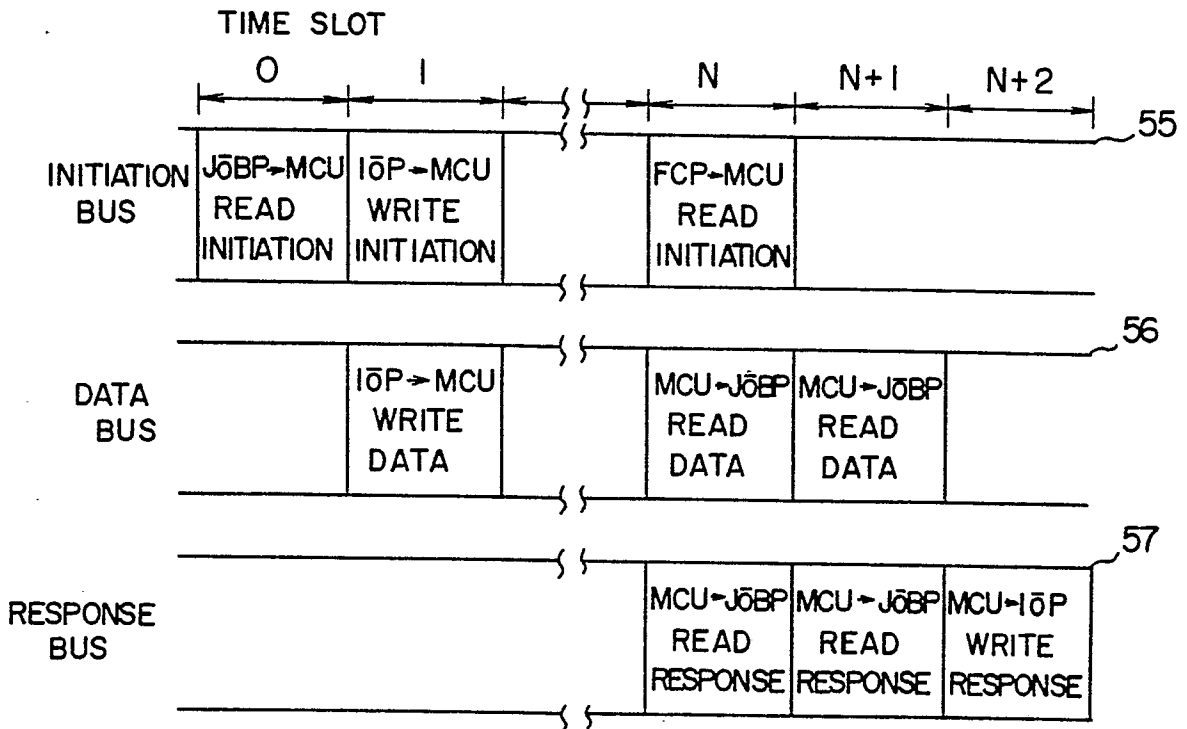 TIME SLOT
0 1 N N+1 N+2
55
INITIATION
BUS
JōBP→MCU
READ
INITIATION
IōP→MCU
WRITE
INITIATION
FCP→MCU
READ
INITIATION
56
DATA
BUS
IōP→MCU
WRITE
DATA
MCU→JōBP
READ
DATA
MCU→JōBP
READ
DATA
57
RESPONSE
BUS
MCU→JōBP
READ
RESPONSE
MCU→JōBP
READ
RESPONSE
MCU→IōP
WRITE
RESPONSE